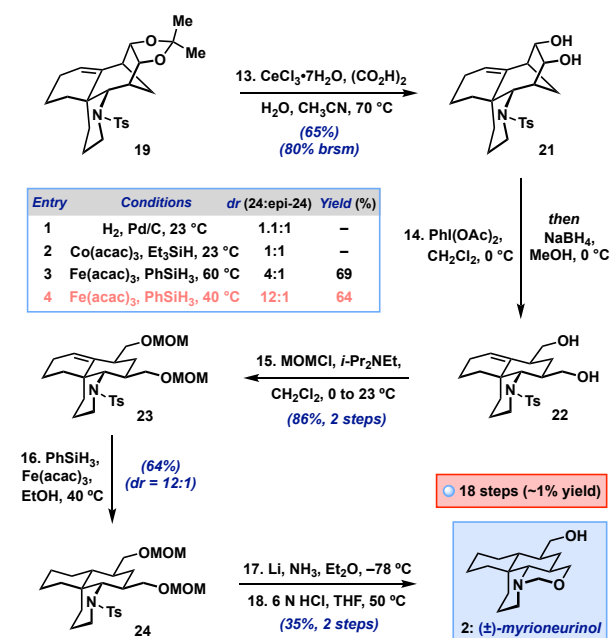 O
Me
O
Me
N
Ts
19
13. CeCl₃•7H₂O, (CO₂H)₂
H₂O, CH₃CN, 70 °C
(65%)
(80% brsm)
OH
OH
N
Ts
21
Entry Conditions dr (24:epi-24) Yield (%)
1 H₂, Pd/C, 23 °C 1.1:1 –
2 Co(acac)₃, Et₃SiH, 23 °C 1:1 –
3 Fe(acac)₃, PhSiH₃, 60 °C 4:1 69
4 Fe(acac)₃, PhSiH₃, 40 °C 12:1 64
14. PhI(OAc)₂,
CH₂Cl₂, 0 °C
then
NaBH₄,
MeOH, 0 °C
OMOM
OMOM
N
Ts
23
15. MOMCl, i-Pr₂NEt,
CH₂Cl₂, 0 to 23 ºC
(86%, 2 steps)
OH
OH
N
Ts
22
16. PhSiH₃,
Fe(acac)₃,
EtOH, 40 ºC
(64%)
(dr = 12:1)
18 steps (~1% yield)
OMOM
OMOM
N
Ts
24
17. Li, NH₃, Et₂O, –78 ºC
18. 6 N HCl, THF, 50 ºC
(35%, 2 steps)
OH
N
O
2: (±)-myrioneurinol